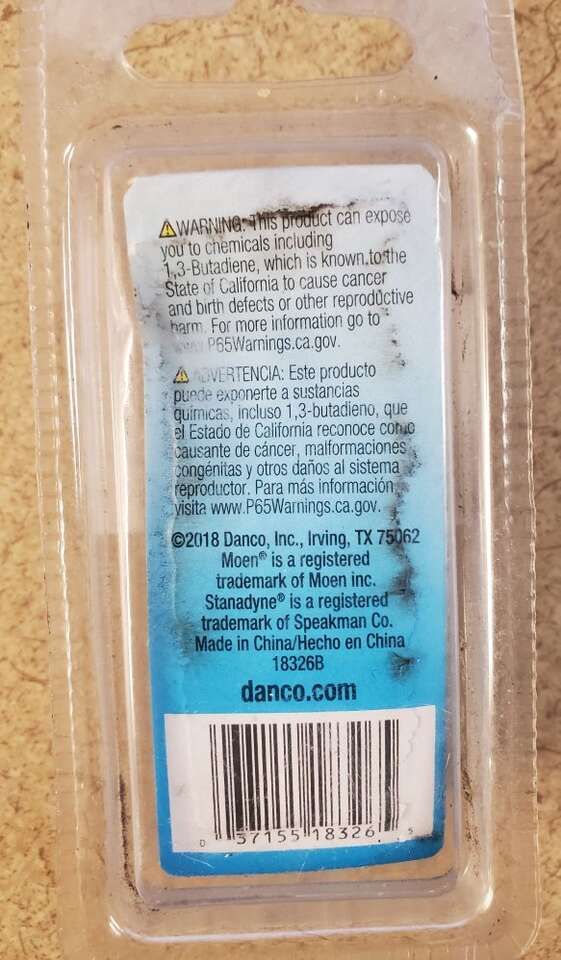 WARNING: This product can expose
you to chemicals including
1,3-Butadiene, which is known to the
State of California to cause cancer
and birth defects or other reproductive
harm. For more information go to
P65Warnings.ca.gov.
ADVERTENCIA: Este producto
puede exponerte a sustancias
químicas, incluso 1,3-butadieno, que
el Estado de California reconoce como
causante de cáncer, malformaciones
congénitas y otros daños al sistema
reproductor. Para más información
visita www.P65Warnings.ca.gov.
©2018 Danco, Inc., Irving, TX 75062
Moen® is a registered
trademark of Moen inc.
Stanadyne® is a registered
trademark of Speakman Co.
Made in China/Hecho en China
18326B
danco.com
0 37155 18326 5